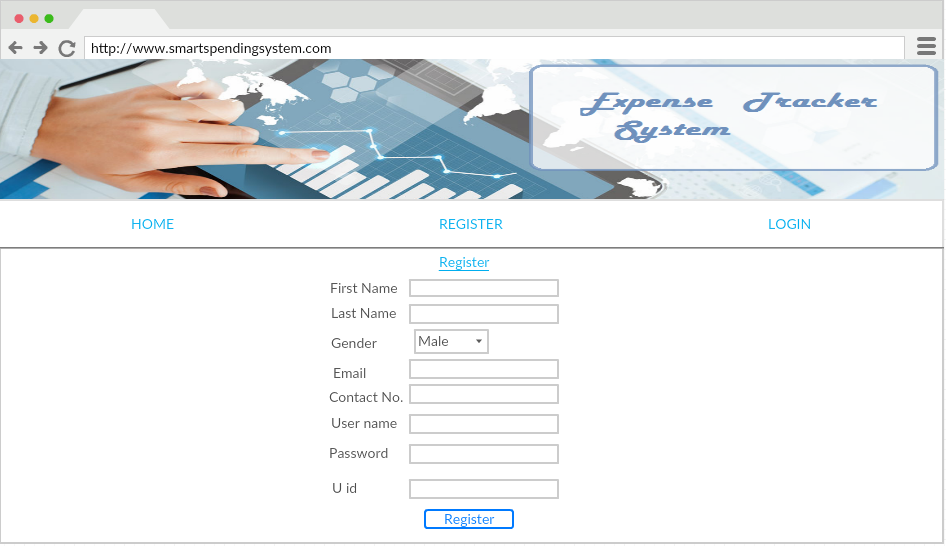 http://www.smartspendingsystem.com
Expense Tracker
System
HOME REGISTER LOGIN
Register
First Name
Last Name
Gender Male
Email
Contact No.
User name
Password
U id
Register